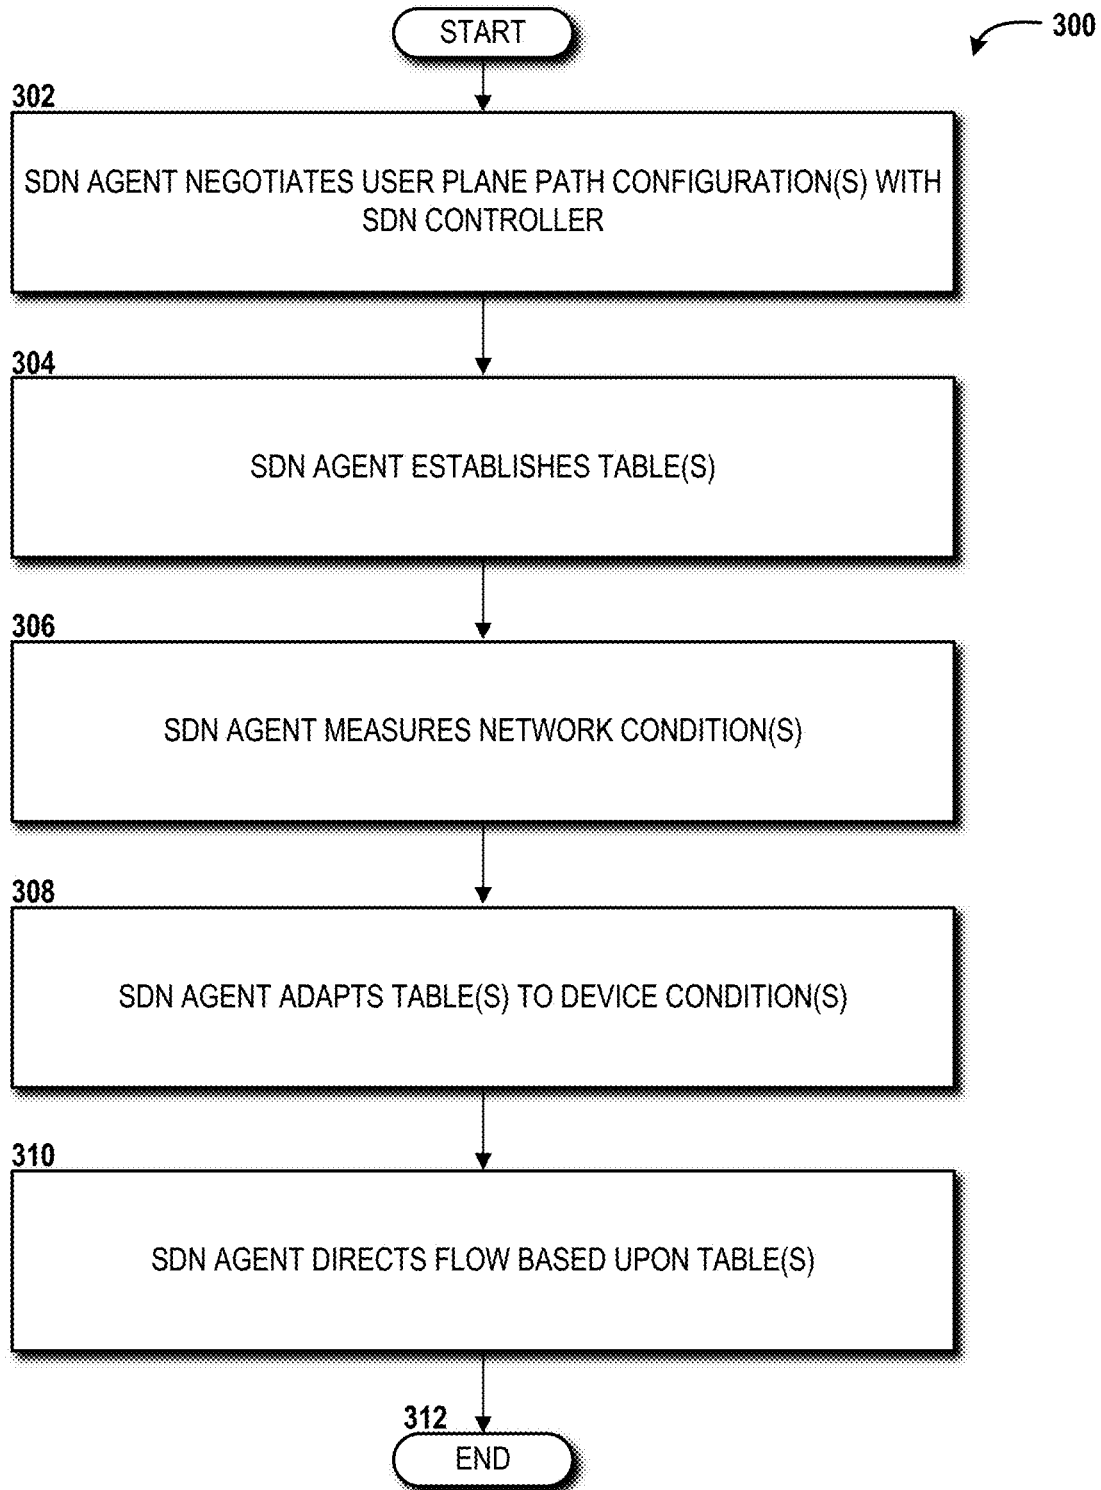 START
300
302
SDN AGENT NEGOTIATES USER PLANE PATH CONFIGURATION(S) WITH
SDN CONTROLLER
304
SDN AGENT ESTABLISHES TABLE(S)
306
SDN AGENT MEASURES NETWORK CONDITION(S)
308
SDN AGENT ADAPTS TABLE(S) TO DEVICE CONDITION(S)
310
SDN AGENT DIRECTS FLOW BASED UPON TABLE(S)
312
END